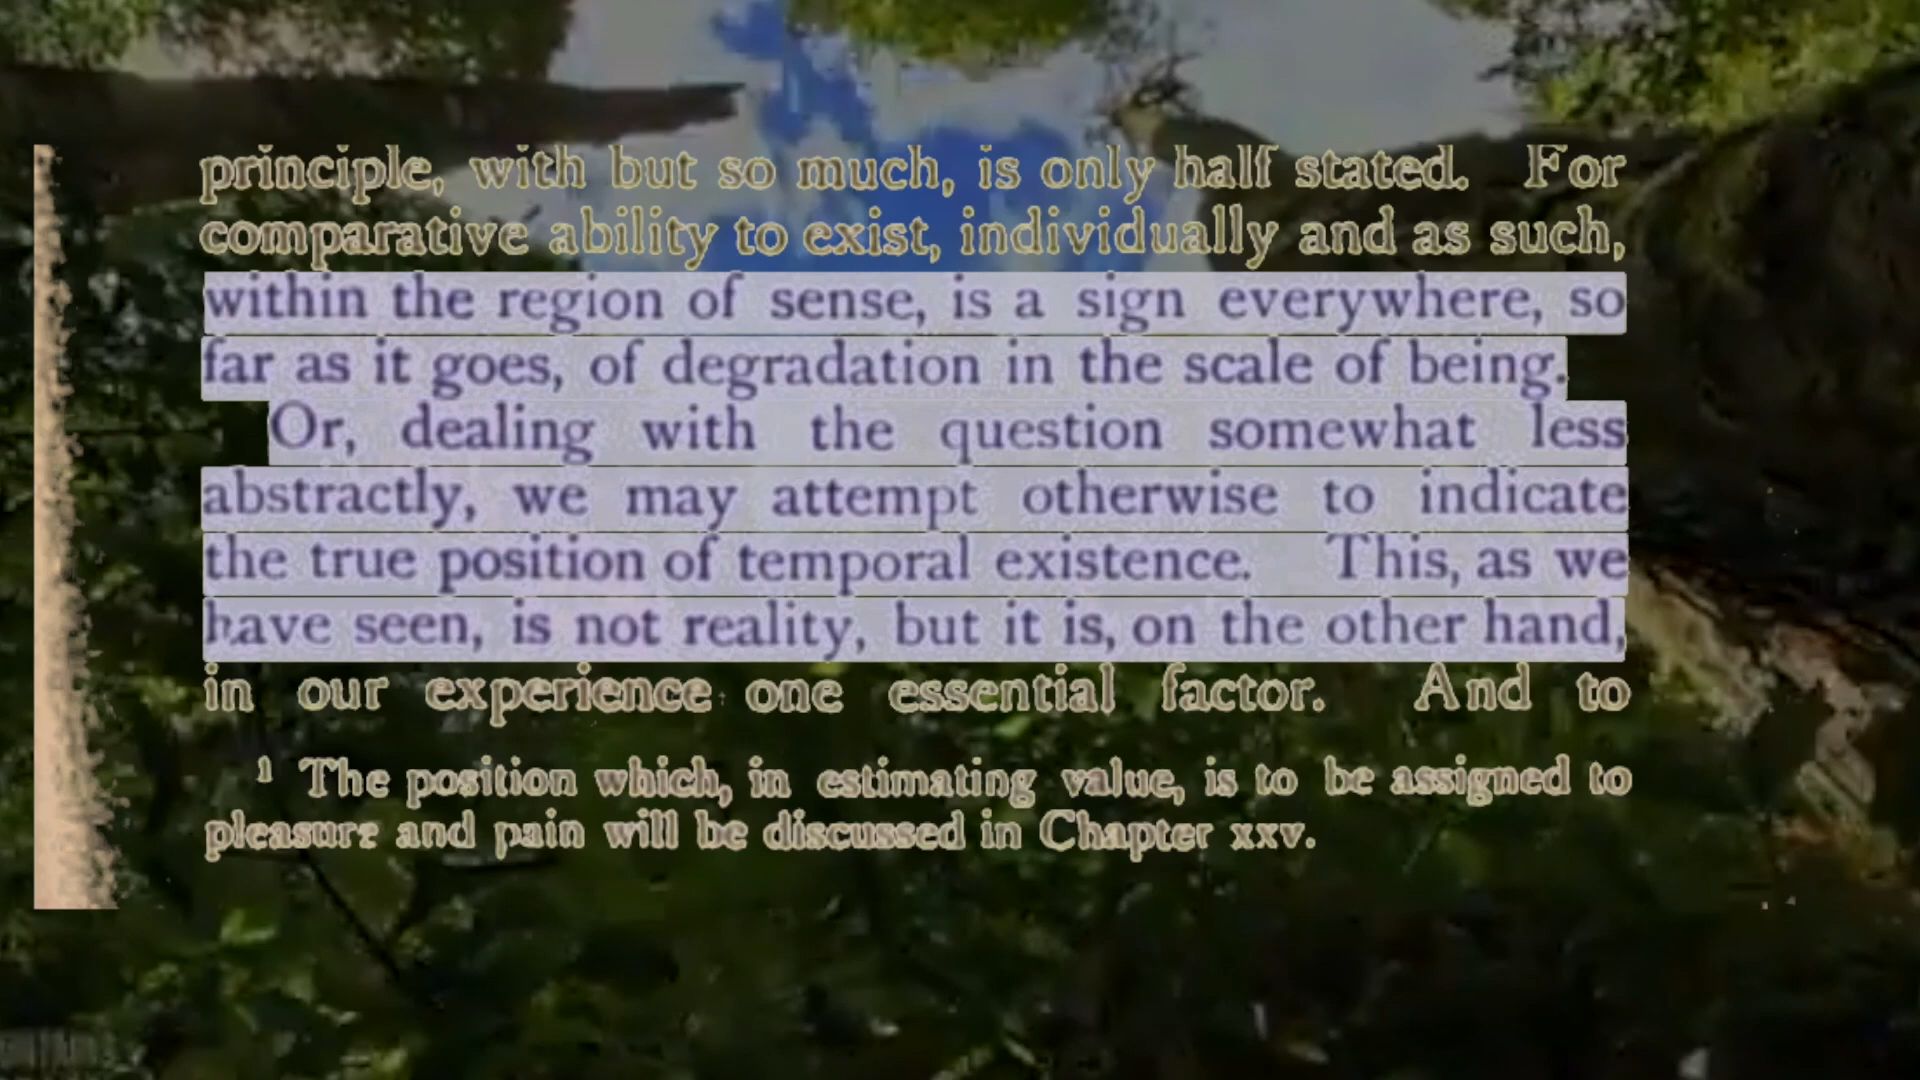 principle, with but so much, is only half stated. For
comparative ability to exist, individually and as such,
within the region of sense, is a sign everywhere, so
far as it goes, of degradation in the scale of being.
Or, dealing with the question somewhat less
abstractly, we may attempt otherwise to indicate
the true position of temporal existence. This, as we
have seen, is not reality, but it is, on the other hand,
in our experience one essential factor. And to
¹ The position which, in estimating value, is to be assigned to
pleasure and pain will be discussed in Chapter xxv.